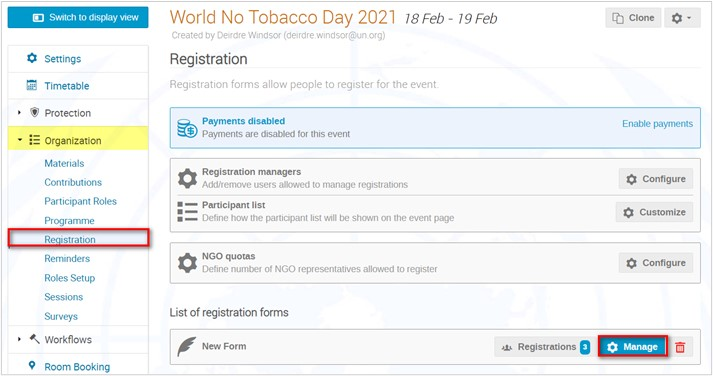 Switch to display view
World No Tobacco Day 2021 18 Feb - 19 Feb
Clone
Created by Deirdre Windsor (deirdre.windsor@un.org)
Settings
Timetable
Protection
Organization
Materials
Contributions
Participant Roles
Programme
Registration
Reminders
Roles Setup
Sessions
Surveys
Workflows
Room Booking
Registration
Registration forms allow people to register for the event.
Payments disabled
Payments are disabled for this event
Enable payments
Registration managers
Add/remove users allowed to manage registrations
Configure
Participant list
Define how the participant list will be shown on the event page
Customize
NGO quotas
Define number of NGO representatives allowed to register
Configure
List of registration forms
New Form
Registrations 3
Manage